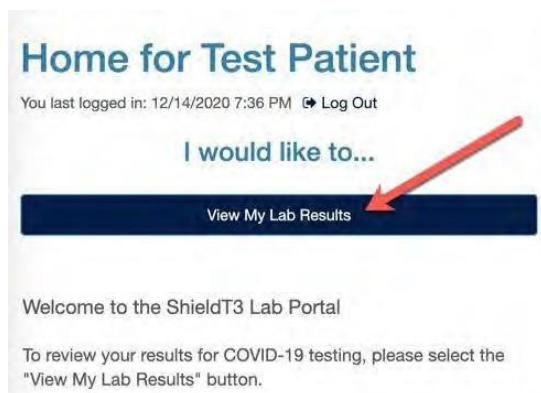 Home for Test Patient
You last logged in: 12/14/2020 7:36 PM Log Out
I would like to...
View My Lab Results
Welcome to the ShieldT3 Lab Portal
To review your results for COVID-19 testing, please select the
"View My Lab Results" button.